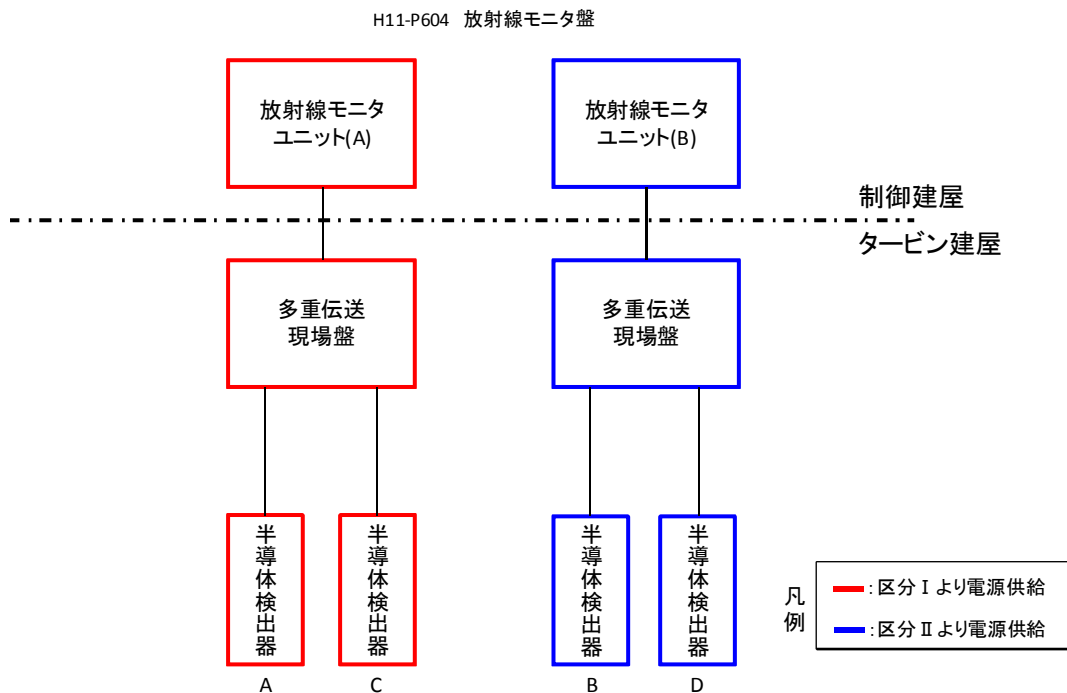 H11-P604 放射線モニタ盤
放射線モニタ
ユニット(A)
放射線モニタ
ユニット(B)
制御建屋
タービン建屋
多重伝送
現場盤
多重伝送
現場盤
半導体検出器
半導体検出器
半導体検出器
半導体検出器
A
C
B
D
凡例
:区分Ⅰより電源供給
:区分Ⅱより電源供給